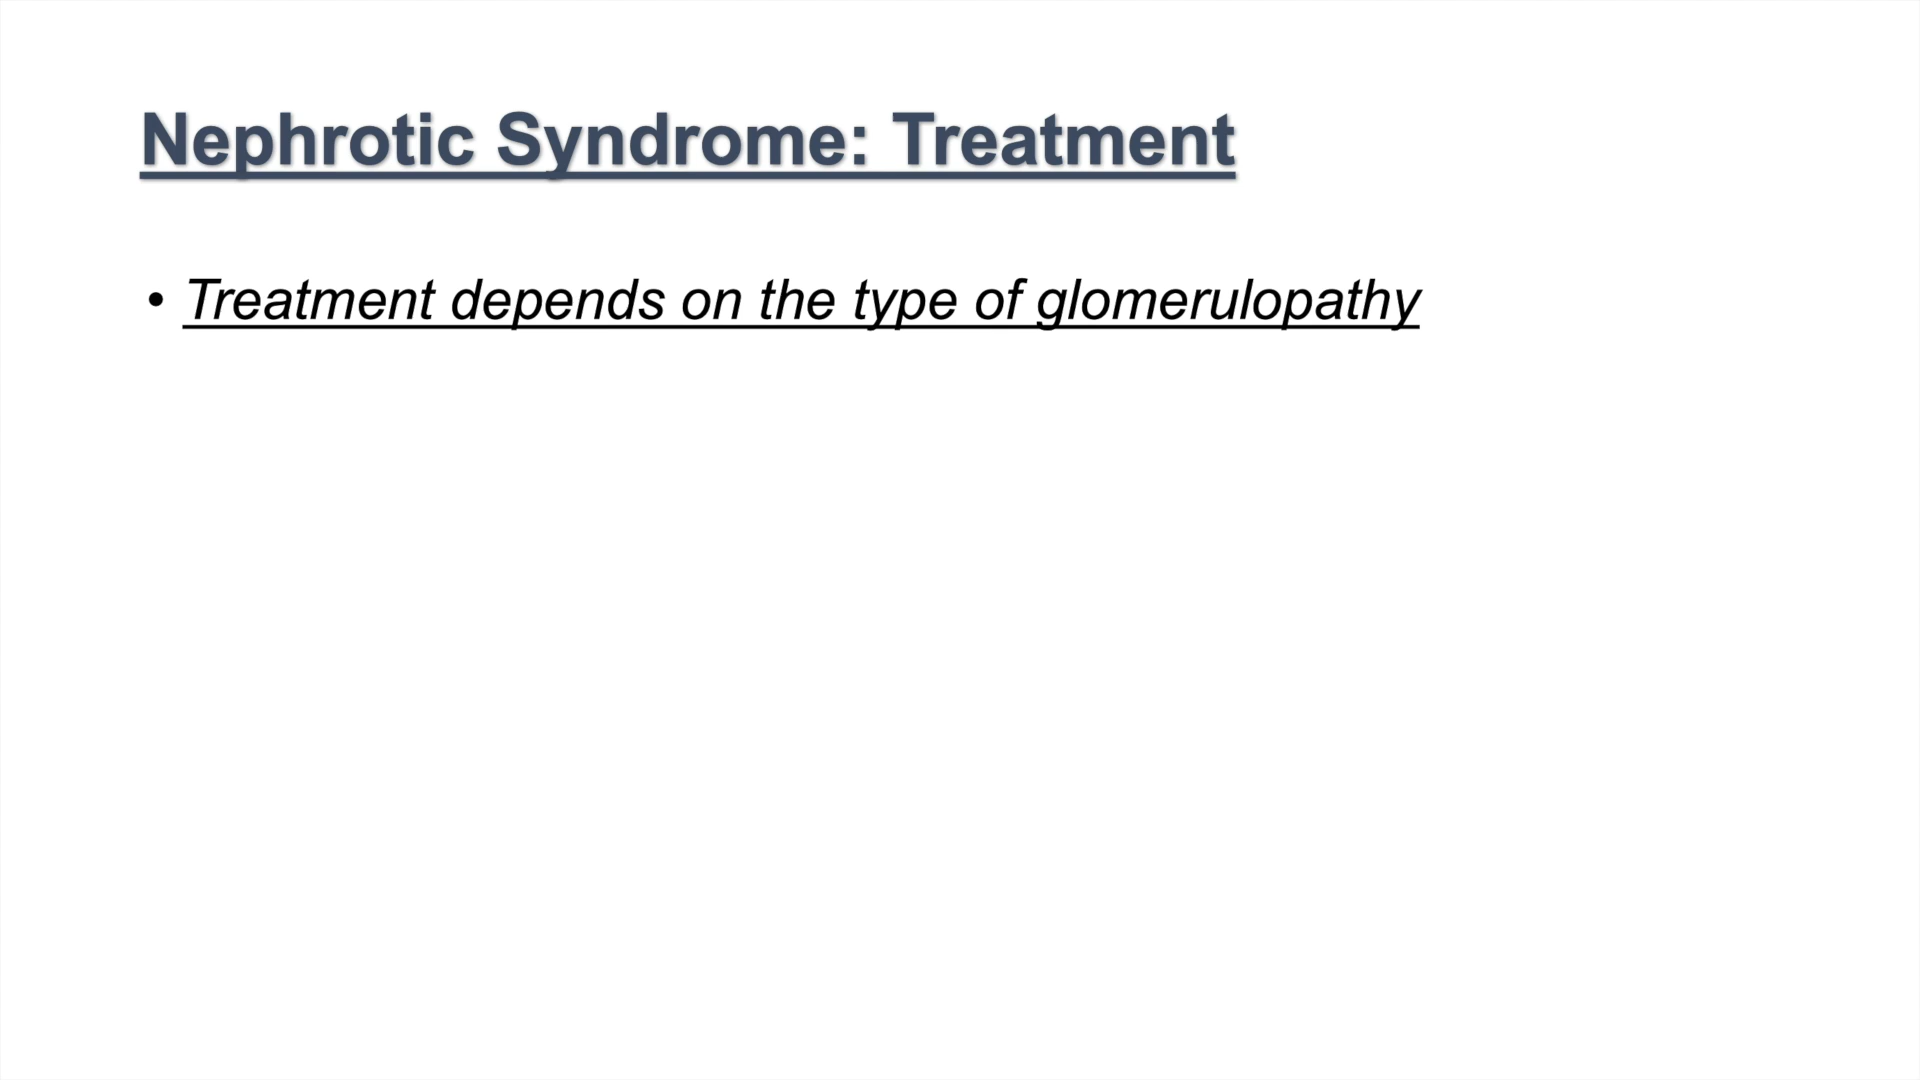 Nephrotic Syndrome: Treatment
• Treatment depends on the type of glomerulopathy